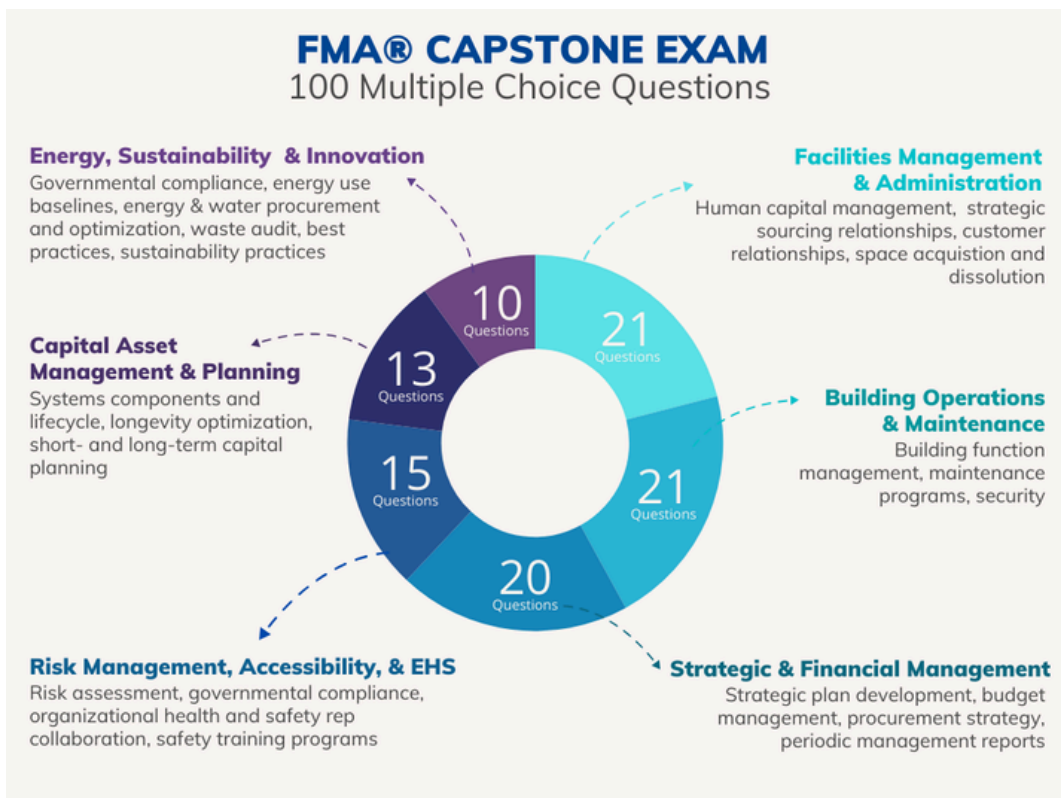 FMA® CAPSTONE EXAM
100 Multiple Choice Questions
Energy, Sustainability & Innovation
Governmental compliance, energy use
baselines, energy & water procurement
and optimization, waste audit, best
practices, sustainability practices
Facilities Management
& Administration
Human capital management, strategic
sourcing relationships, customer
relationships, space acquistion and
dissolution
10
Questions
21
Questions
Capital Asset
Management & Planning
Systems components and
lifecycle, longevity optimization,
short- and long-term capital
planning
13
Questions
Building Operations
& Maintenance
Building function
management, maintenance
programs, security
15
Questions
21
Questions
20
Questions
Risk Management, Accessibility, & EHS
Risk assessment, governmental compliance,
organizational health and safety rep
collaboration, safety training programs
Strategic & Financial Management
Strategic plan development, budget
management, procurement strategy,
periodic management reports